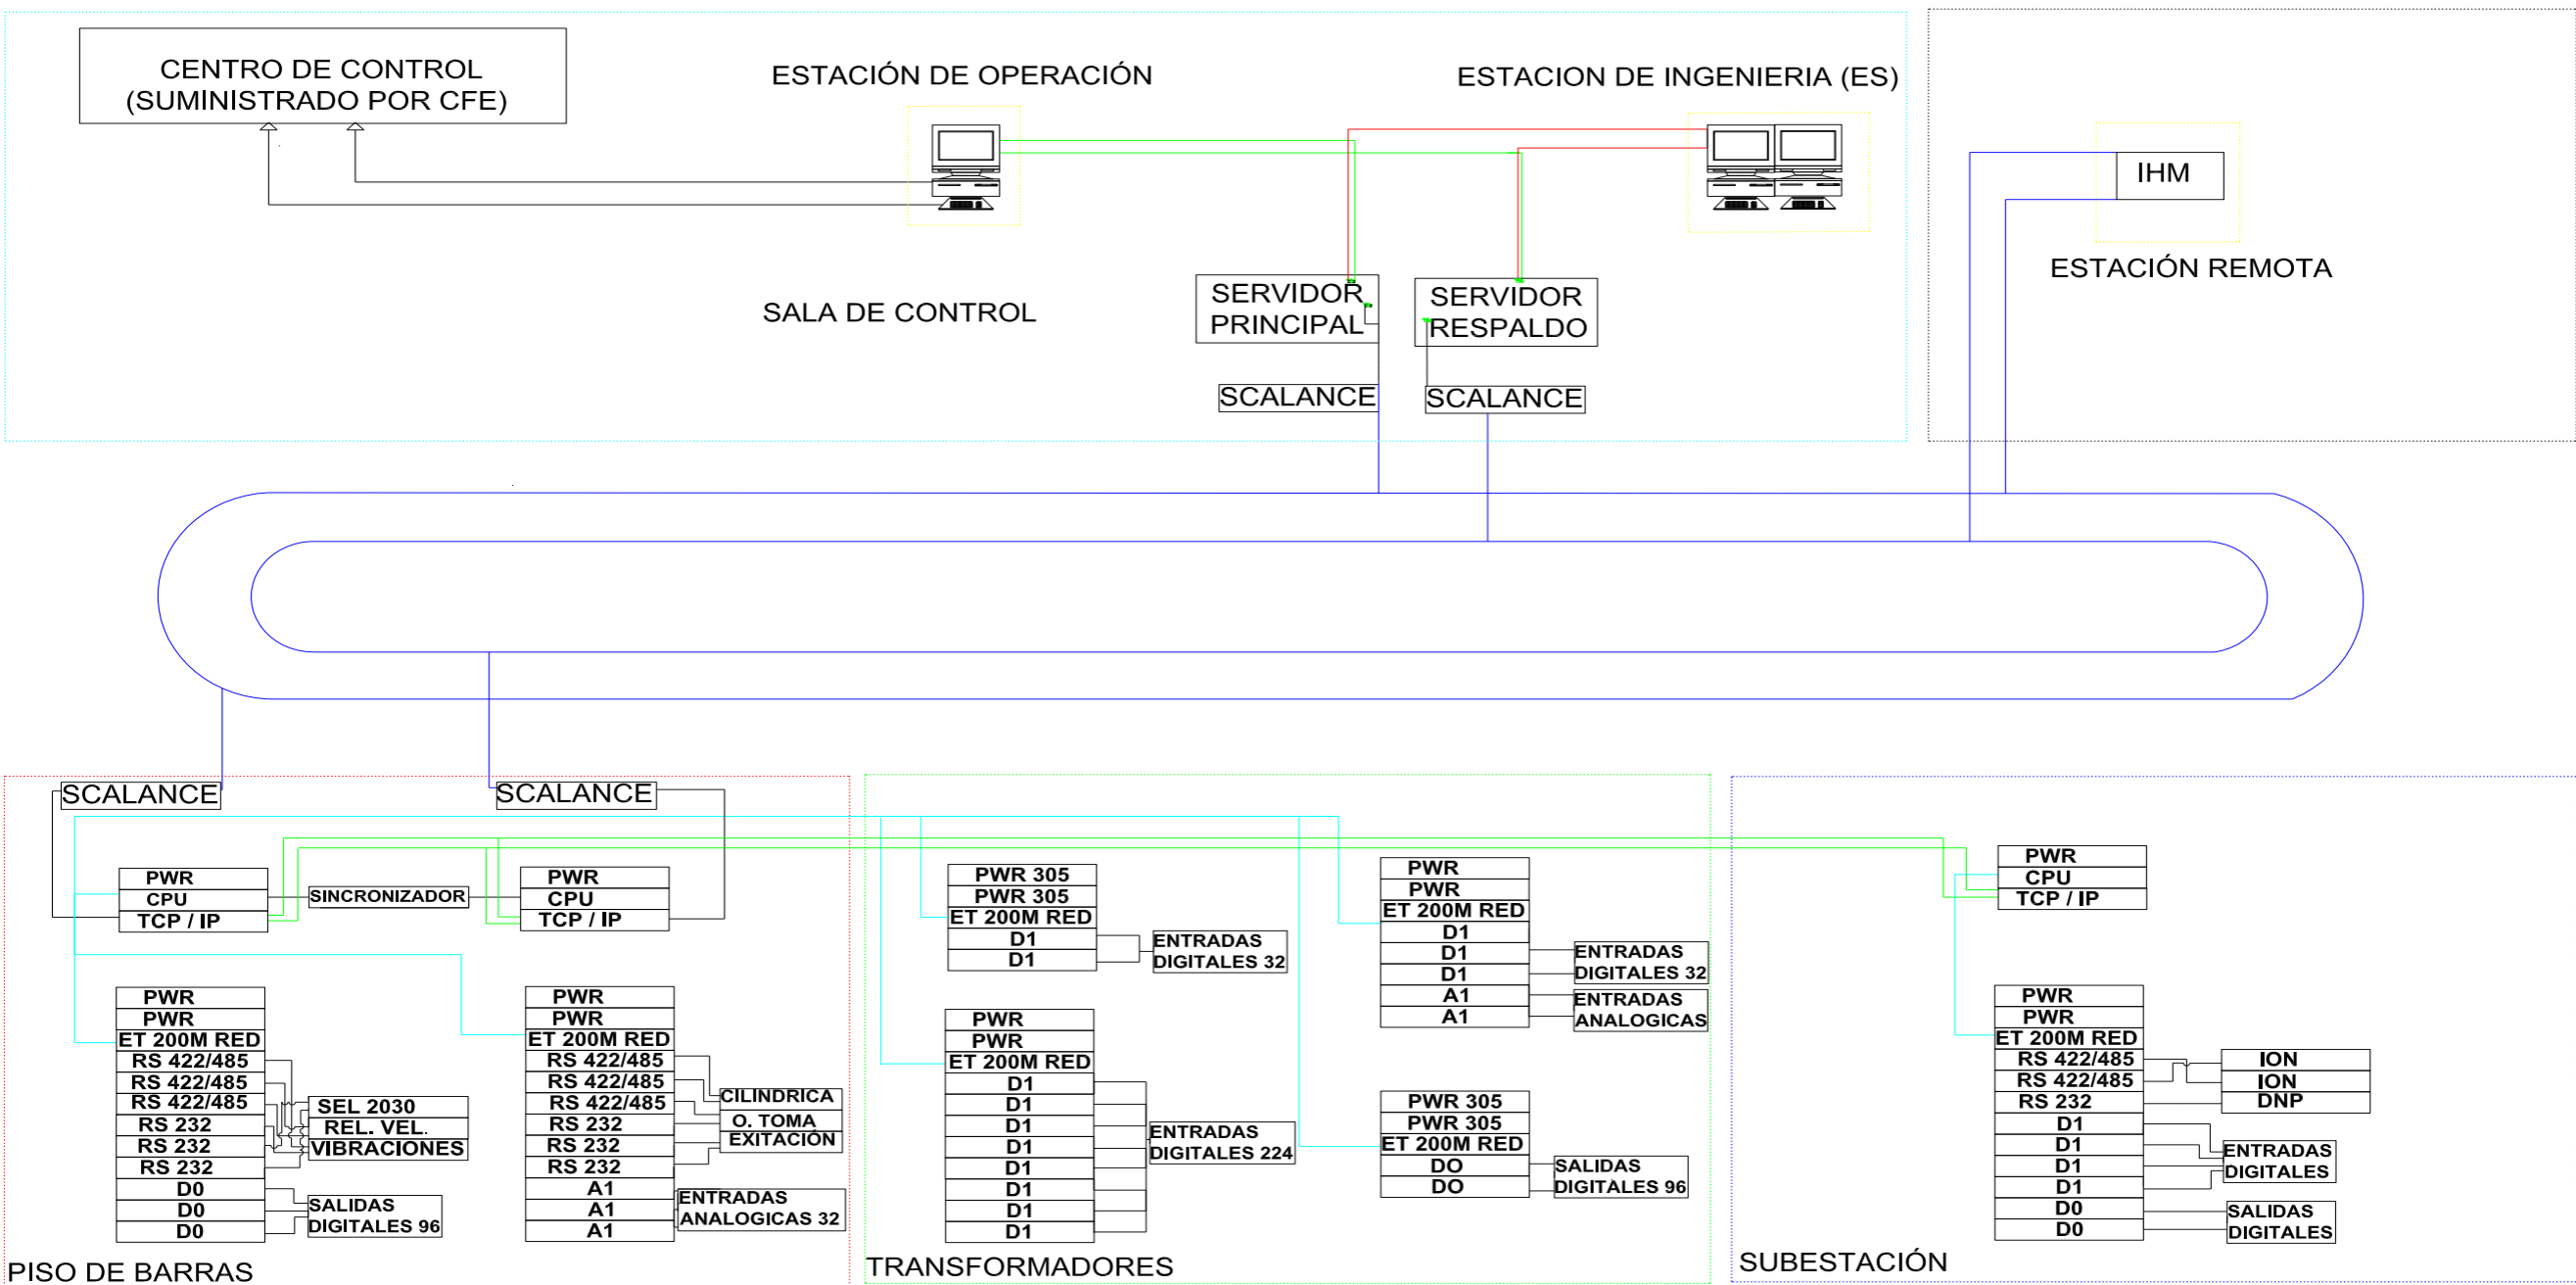 CENTRO DE CONTROL
(SUMINISTRADO POR CFE)
ESTACIÓN DE OPERACIÓN
ESTACION DE INGENIERIA (ES)
IHM
ESTACIÓN REMOTA
SALA DE CONTROL
SERVIDOR
PRINCIPAL
SERVIDOR
RESPALDO
SCALANCE
SCALANCE
SCALANCE
SCALANCE
PWR
CPU
TCP / IP
SINCRONIZADOR
PWR
CPU
TCP / IP
PWR
PWR
ET 200M RED
RS 422/485
RS 422/485
RS 422/485
RS 232
RS 232
RS 232
D0
D0
D0
SEL 2030
REL. VEL.
VIBRACIONES
SALIDAS
DIGITALES 96
PWR
PWR
ET 200M RED
RS 422/485
RS 422/485
RS 422/485
RS 232
RS 232
RS 232
A1
A1
A1
CILINDRICA
O. TOMA
EXITACIÓN
ENTRADAS
ANALOGICAS 32
PISO DE BARRAS
PWR 305
PWR 305
ET 200M RED
D1
D1
ENTRADAS
DIGITALES 32
PWR
PWR
ET 200M RED
D1
D1
D1
D1
D1
D1
D1
D1
ENTRADAS
DIGITALES 224
PWR
PWR
ET 200M RED
D1
D1
D1
A1
A1
ENTRADAS
DIGITALES 32
ENTRADAS
ANALOGICAS
PWR 305
PWR 305
ET 200M RED
DO
DO
SALIDAS
DIGITALES 96
TRANSFORMADORES
PWR
CPU
TCP / IP
PWR
PWR
ET 200M RED
RS 422/485
RS 422/485
RS 232
D1
D1
D1
D1
D0
D0
ION
ION
DNP
ENTRADAS
DIGITALES
SALIDAS
DIGITALES
SUBESTACIÓN